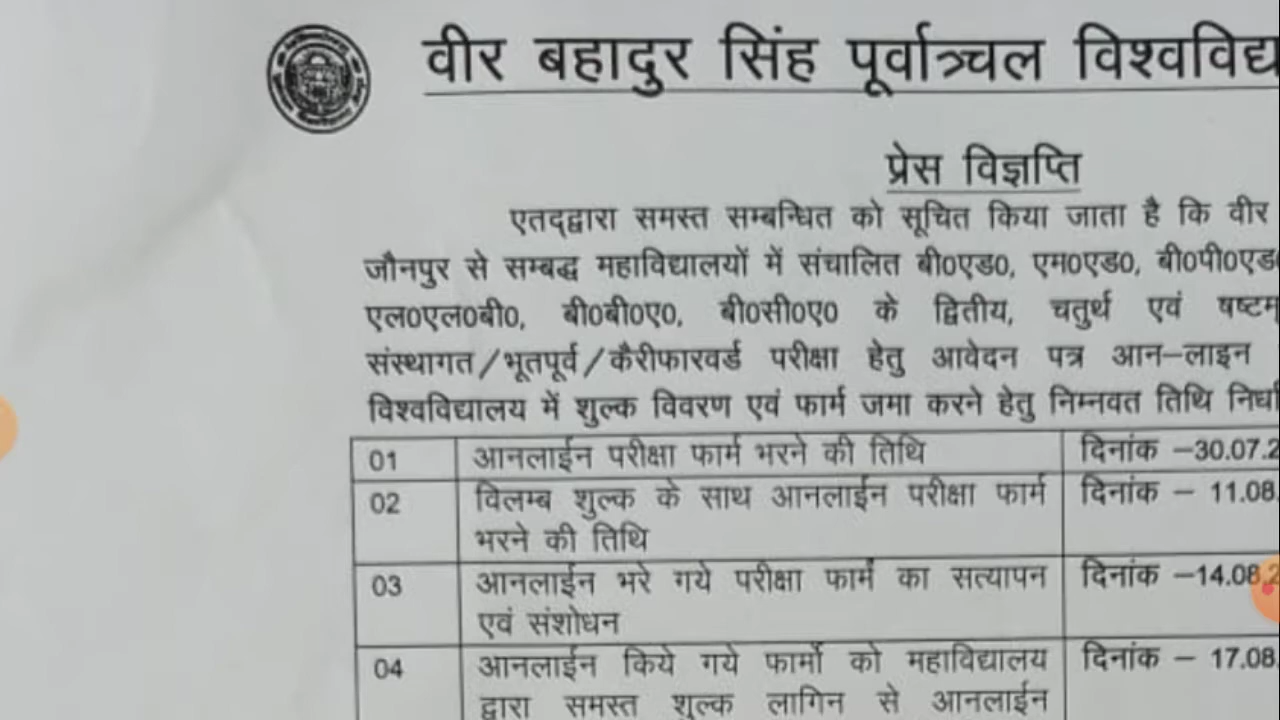 वीर बहादुर सिंह पूर्वाञ्चल विश्वविद्य
प्रेस विज्ञप्ति
एतद्द्वारा समस्त सम्बन्धित को सूचित किया जाता है कि वीर
जौनपुर से सम्बद्ध महाविद्यालयों में संचालित बी0एड0, एम0एड0, बी0पी0एड
एल0एल0बी0, बी0बी0ए0, बी0सी0ए0 के द्वितीय, चतुर्थ एवं षष्टम
संस्थागत/भूतपूर्व/कैरीफारवर्ड परीक्षा हेतु आवेदन पत्र आन-लाइन
विश्वविद्यालय में शुल्क विवरण एवं फार्म जमा करने हेतु निम्नवत तिथि निर्धा
01 आनलाईन परीक्षा फार्म भरने की तिथि दिनांक -30.07.2
02 विलम्ब शुल्क के साथ आनलाईन परीक्षा फार्म दिनांक - 11.08.
भरने की तिथि
03 आनलाईन भरे गये परीक्षा फार्म का सत्यापन दिनांक -14.08.2
एवं संशोधन
04 आनलाईन किये गये फार्मों को महाविद्यालय दिनांक - 17.08.
द्वारा समस्त शुल्क लागिन से आनलाईन